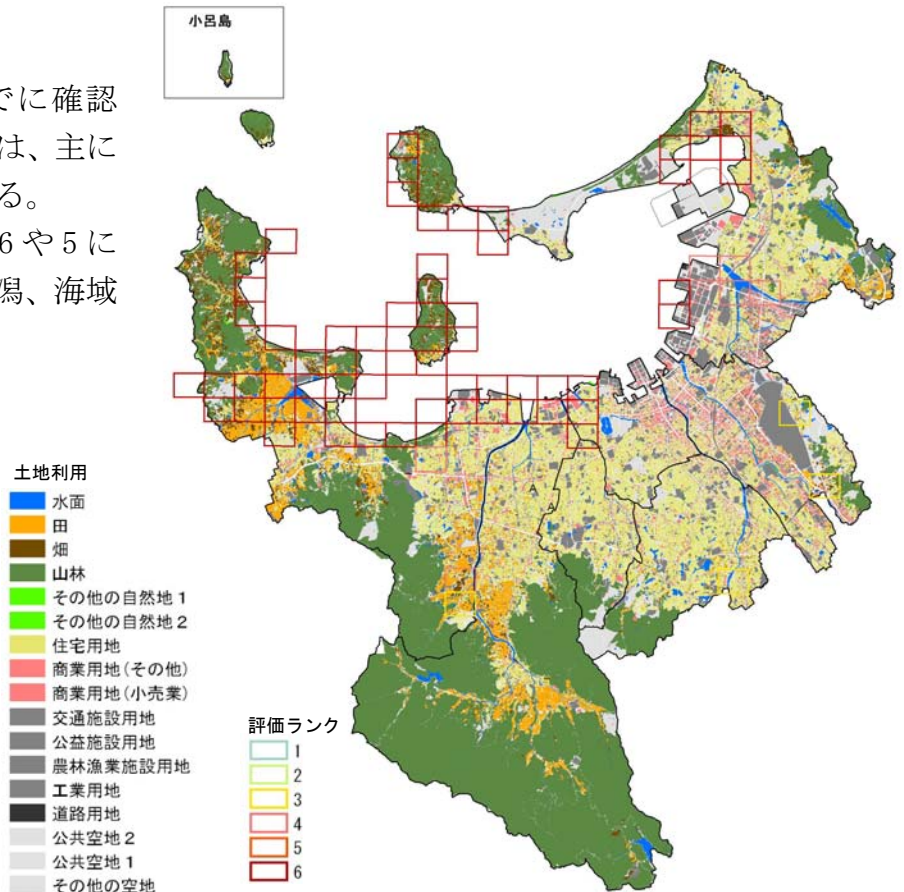 小呂島
でに確認
は、主に
る。
6や5に
潟、海域
土地利用
水面
田
畑
山林
その他の自然地1
その他の自然地2
住宅用地
商業用地(その他)
商業用地(小売業)
交通施設用地
公益施設用地
農林漁業施設用地
工業用地
道路用地
公共空地2
公共空地1
その他の空地
評価ランク
1
2
3
4
5
6